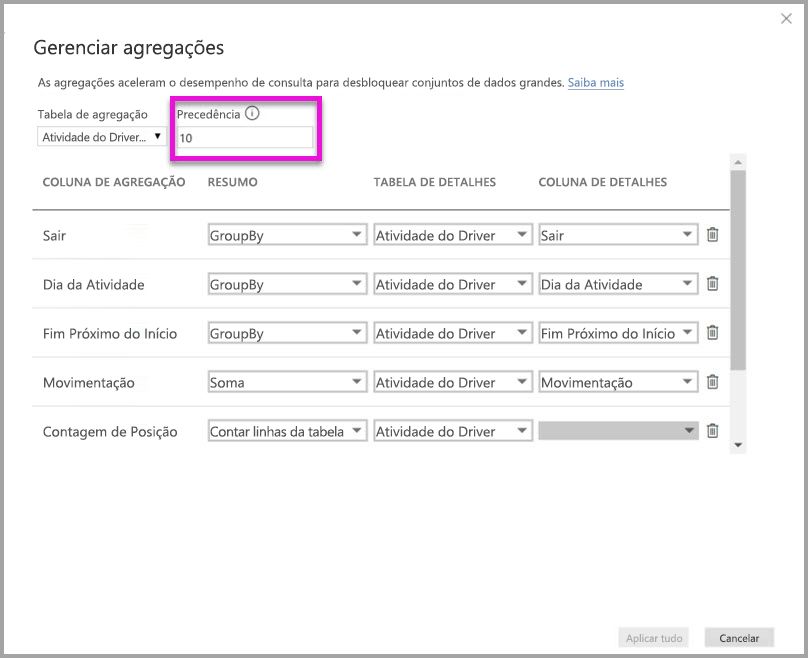 Gerenciar agregações
As agregações aceleram o desempenho de consulta para desbloquear conjuntos de dados grandes. Saiba mais
Tabela de agregação Precedência
Atividade do Driver... 10
COLUNA DE AGREGAÇÃO RESUMO TABELA DE DETALHES COLUNA DE DETALHES
Sair GroupBy Atividade do Driver Sair
Dia da Atividade GroupBy Atividade do Driver Dia da Atividade
Fim Próximo do Início GroupBy Atividade do Driver Fim Próximo do Início
Movimentação Soma Atividade do Driver Movimentação
Contagem de Posição Contar linhas da tabela Atividade do Driver
Aplicar tudo Cancelar